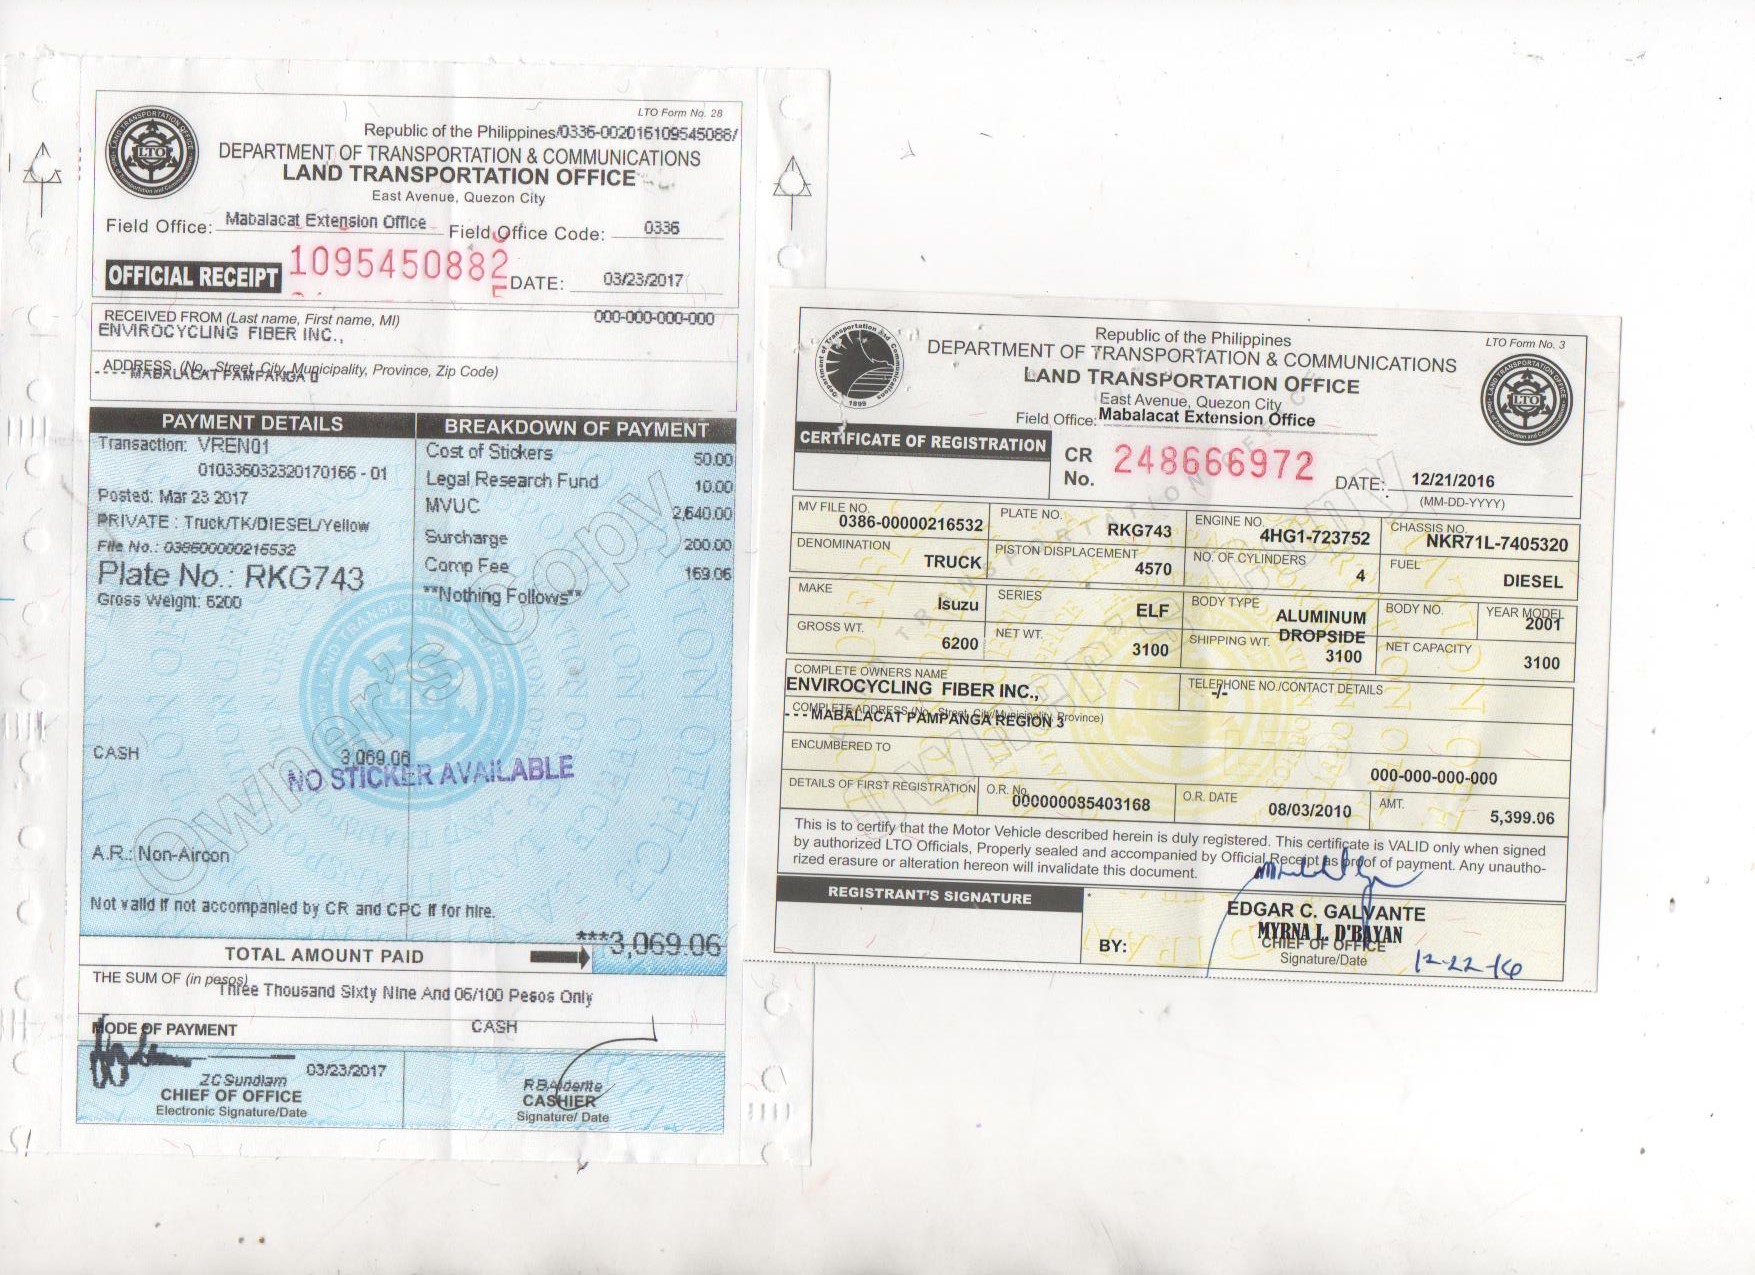 LTO Form No. 28
Republic of the Philippines/0336-002016109545088/
DEPARTMENT OF TRANSPORTATION & COMMUNICATIONS
LAND TRANSPORTATION OFFICE
East Avenue, Quezon City
Field Office: Mabalacat Extension Office Field Office Code: 0336
OFFICIAL RECEIPT 1095450882 DATE: 03/23/2017
RECEIVED FROM (Last name, First name, MI) 000-000-000-000
ENVIROCYCLING FIBER INC.,
ADDRESS (No., Street, City, Municipality, Province, Zip Code)
- - - - MABALACAT PAMPANGA
PAYMENT DETAILS BREAKDOWN OF PAYMENT
Transaction: VREN01
010336032320170166 - 01
Posted: Mar 23 2017
PRIVATE : Truck/TK/DIESEL/Yellow
File No.: 038600000216532
Plate No.: RKG743
Gross Weight: 6200
Cost of Stickers 50.00
Legal Research Fund 10.00
MVUC 2,640.00
Surcharge 200.00
Comp Fee 169.06
**Nothing Follows**
Owner's Copy
CASH 3,069.06
NO STICKER AVAILABLE
A.R.: Non-Aircon
Not valid if not accompanied by CR and CPC if for hire.
TOTAL AMOUNT PAID ***3,069.06
THE SUM OF (in pesos)
Three Thousand Sixty Nine And 06/100 Pesos Only
MODE OF PAYMENT CASH
03/23/2017
ZCSundiam
CHIEF OF OFFICE
Electronic Signature/Date
RBAlderite
CASHIER
Signature/ Date
LTO Form No. 3
Republic of the Philippines
DEPARTMENT OF TRANSPORTATION & COMMUNICATIONS
LAND TRANSPORTATION OFFICE
East Avenue, Quezon City
Field Office: Mabalacat Extension Office
CERTIFICATE OF REGISTRATION
CR No. 248666972 DATE: 12/21/2016
(MM-DD-YYYY)
MV FILE NO. 0386-00000216532 PLATE NO. RKG743 ENGINE NO. 4HG1-723752 CHASSIS NO. NKR71L-7405320
DENOMINATION TRUCK PISTON DISPLACEMENT 4570 NO. OF CYLINDERS 4 FUEL DIESEL
MAKE Isuzu SERIES ELF BODY TYPE ALUMINUM DROPSIDE BODY NO. YEAR MODEL 2001
GROSS WT. 6200 NET WT. 3100 SHIPPING WT. 3100 NET CAPACITY 3100
COMPLETE OWNERS NAME TELEPHONE NO./CONTACT DETAILS
ENVIROCYCLING FIBER INC., -/-
COMPLETE ADDRESS (No., Street, City/Municipality, Province)
- - - MABALACAT PAMPANGA REGION 3
ENCUMBERED TO
000-000-000-000
DETAILS OF FIRST REGISTRATION O.R. No. 000000085403168 O.R. DATE 08/03/2010 AMT. 5,399.06
This is to certify that the Motor Vehicle described herein is duly registered. This certificate is VALID only when signed
by authorized LTO Officials, Properly sealed and accompanied by Official Receipt as proof of payment. Any unautho-
rized erasure or alteration hereon will invalidate this document.
REGISTRANT'S SIGNATURE
EDGAR C. GALVANTE
MYRNA L. D'BAYAN
BY: CHIEF OF OFFICE
Signature/Date
12-22-16